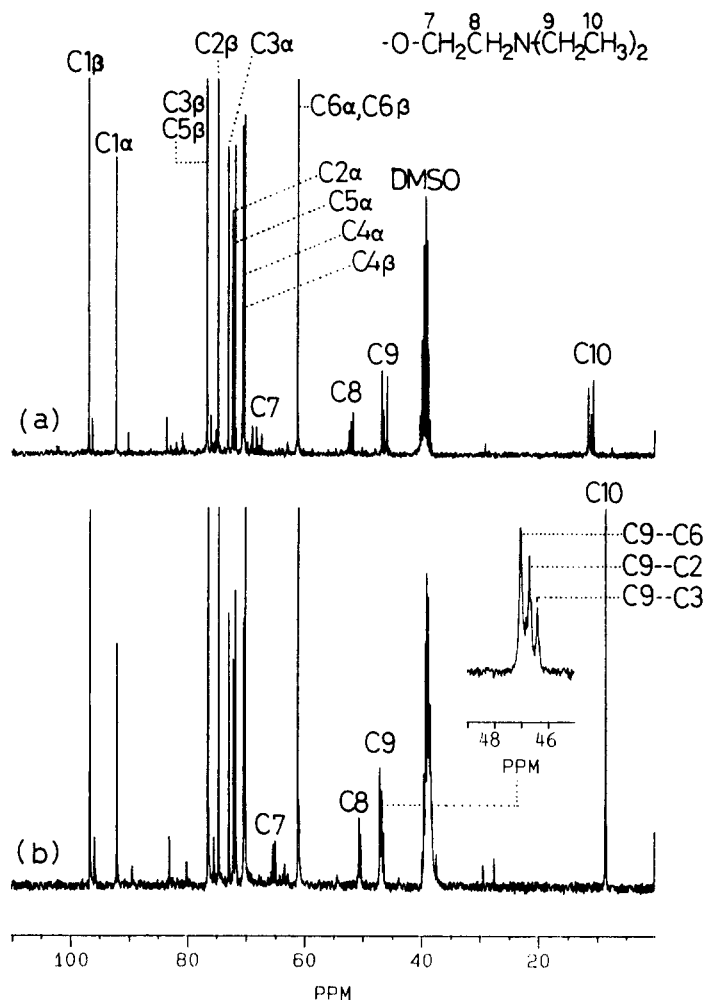 7 8 9 10
-O-CH₂CH₂N(CH₂CH₃)₂
C1β
C2β
C3α
C3β
C5β
C6α,C6β
C1α
C2α
DMSO
C5α
C4α
C4β
C9
C10
C8
C7
(a)
C10
C9--C6
C9--C2
C9--C3
48 46
PPM
C9
C8
C7
(b)
100 80 60 40 20
PPM